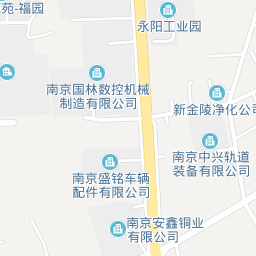 苑-福园
永阳工业园
南京国林数控机械
制造有限公司
新金陵净化公司
南京中兴轨道
装备有限公司
南京盛铭车辆
配件有限公司
南京安鑫铜业
有限公司